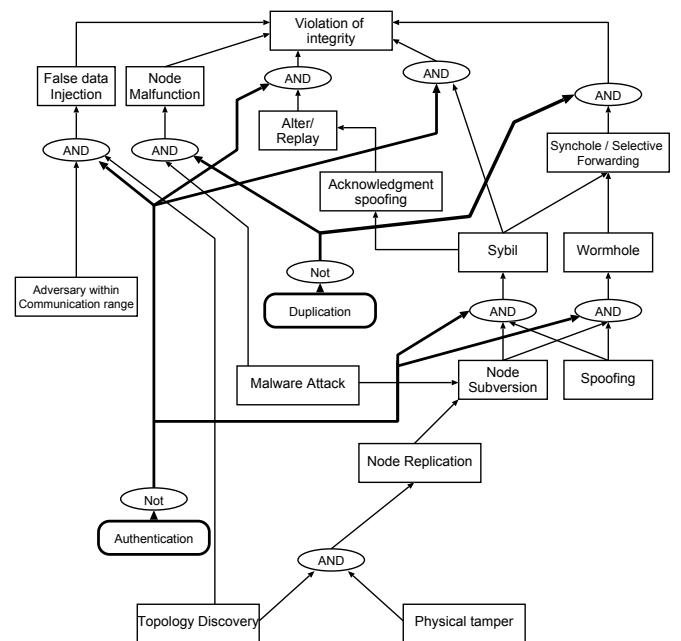 Violation of
integrity
False data
Injection
Node
Malfunction
AND
AND
AND
Alter/
Replay
AND
AND
Synchole / Selective
Forwarding
Acknowledgment
spoofing
Sybil
Wormhole
Not
Adversary within
Communication range
Duplication
AND
AND
Malware Attack
Node
Subversion
Spoofing
Node Replication
Not
Authentication
AND
Topology Discovery
Physical tamper